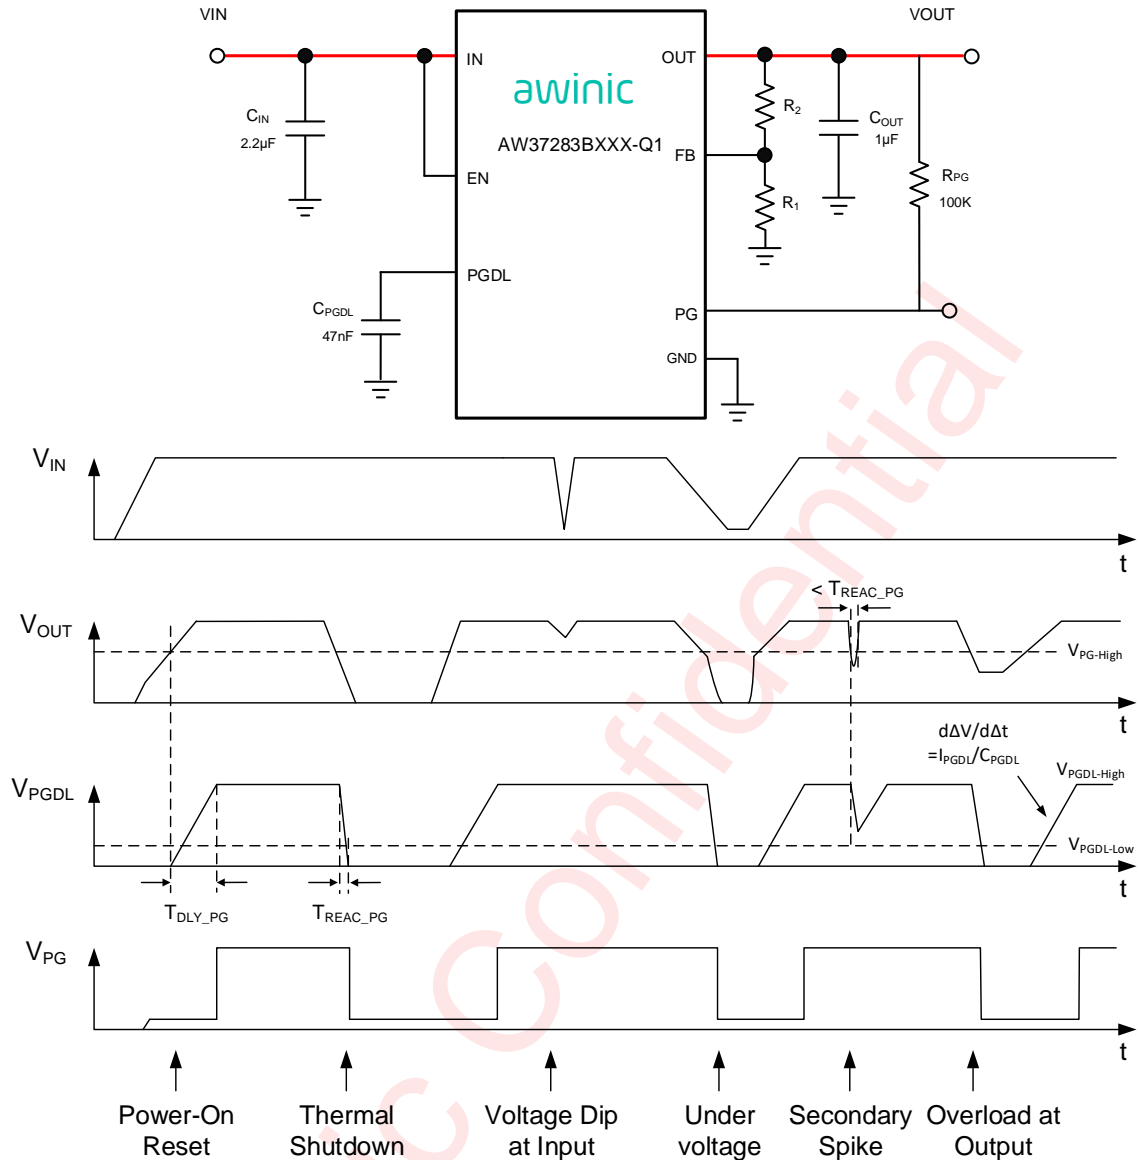 VIN
VOUT
IN
OUT
awinic
AW37283BXXX-Q1
CIN
2.2μF
R2
COUT
1μF
FB
EN
RPG
100K
R1
PGDL
CPGDL
47nF
PG
GND
VIN
t
< TREAC_PG
VOUT
VPG-High
t
dΔV/dΔt
=IPGDL/CPGDL
VPGDL-High
VPGDL
VPGDL-Low
t
TDLY_PG
TREAC_PG
VPG
t
Power-On
Reset
Thermal
Shutdown
Voltage Dip
at Input
Under
voltage
Secondary
Spike
Overload at
Output
ic Confidential